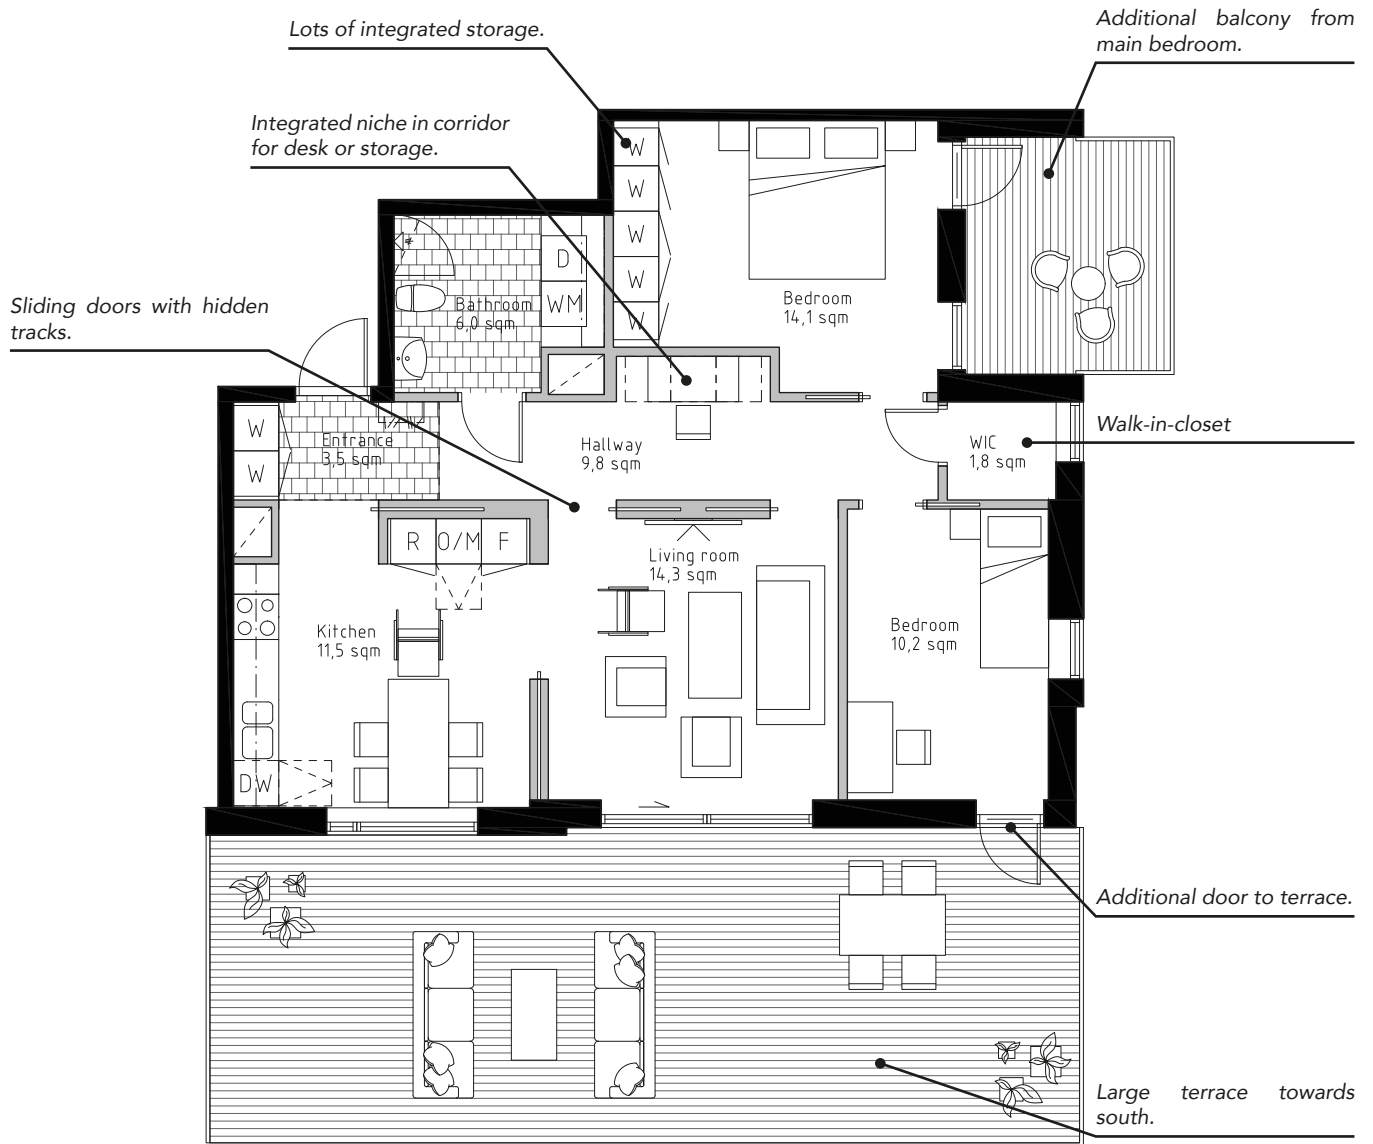 Lots of integrated storage.
Additional balcony from
main bedroom.
Integrated niche in corridor
for desk or storage.
W
W
W
W
W
D
WM
Bathroom
6,0 sqm
Bedroom
14,1 sqm
Sliding doors with hidden
tracks.
W
W
Entrance
3,5 sqm
Hallway
9,8 sqm
WIC
1,8 sqm
Walk-in-closet
R
O/M
F
Living room
14,3 sqm
Kitchen
11,5 sqm
Bedroom
10,2 sqm
DW
Additional door to terrace.
Large terrace towards
south.